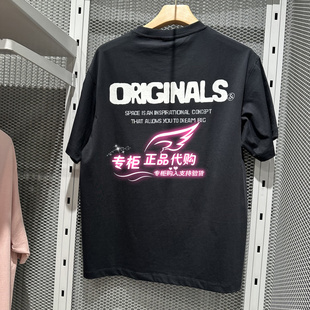 ORIGINALS
SPACE IS AN INSPIRATIONAL CONCEPT
THAT ALLOWS YOU TO DREAM BIG
专柜 正品代购
专柜购入支持验货